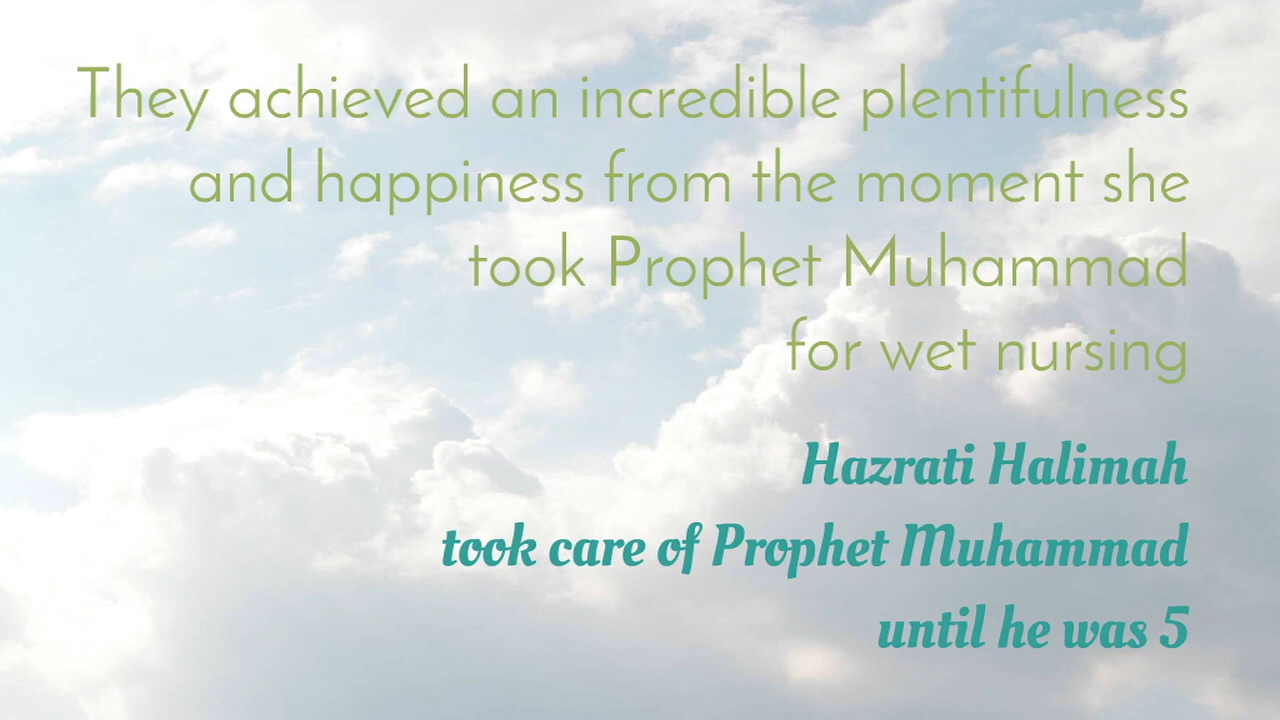 They achieved an incredible plentifulness
and happiness from the moment she
took Prophet Muhammad
for wet nursing
Hazrati Halimah
took care of Prophet Muhammad
until he was 5